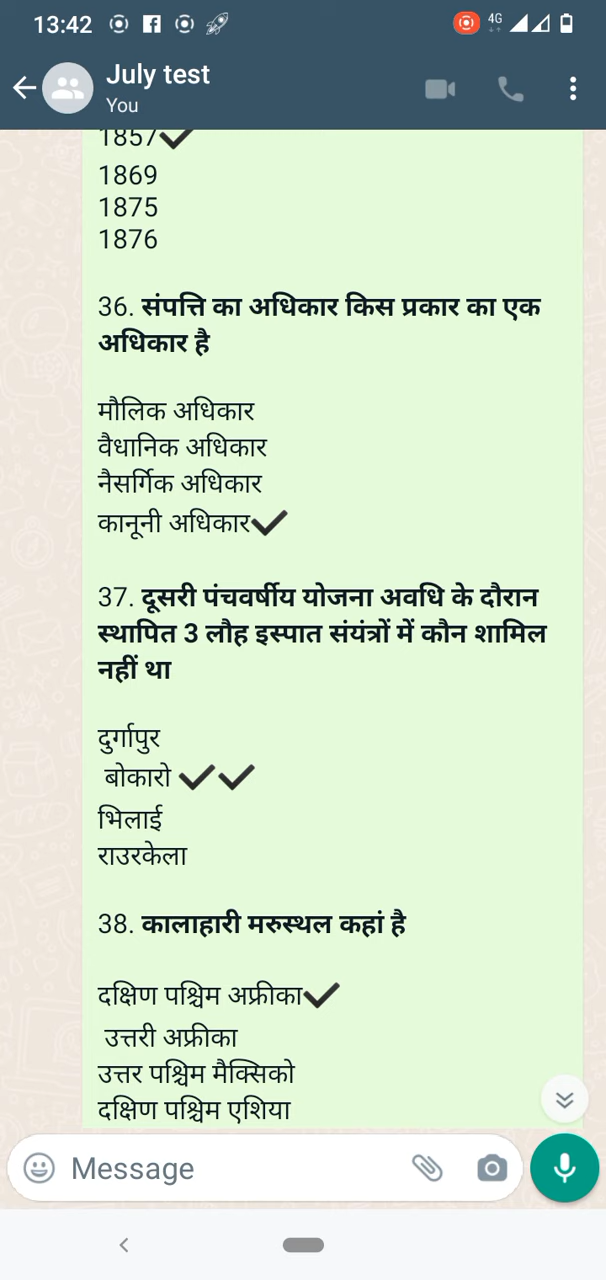 13:42
4G
July test
You
1857✔
1869
1875
1876
36. संपत्ति का अधिकार किस प्रकार का एक
अधिकार है
मौलिक अधिकार
वैधानिक अधिकार
नैसर्गिक अधिकार
कानूनी अधिकार✔
37. दूसरी पंचवर्षीय योजना अवधि के दौरान
स्थापित 3 लौह इस्पात संयंत्रों में कौन शामिल
नहीं था
दुर्गापुर
बोकारो ✔✔
भिलाई
राउरकेला
38. कालाहारी मरुस्थल कहां है
दक्षिण पश्चिम अफ्रीका✔
उत्तरी अफ्रीका
उत्तर पश्चिम मैक्सिको
दक्षिण पश्चिम एशिया
Message